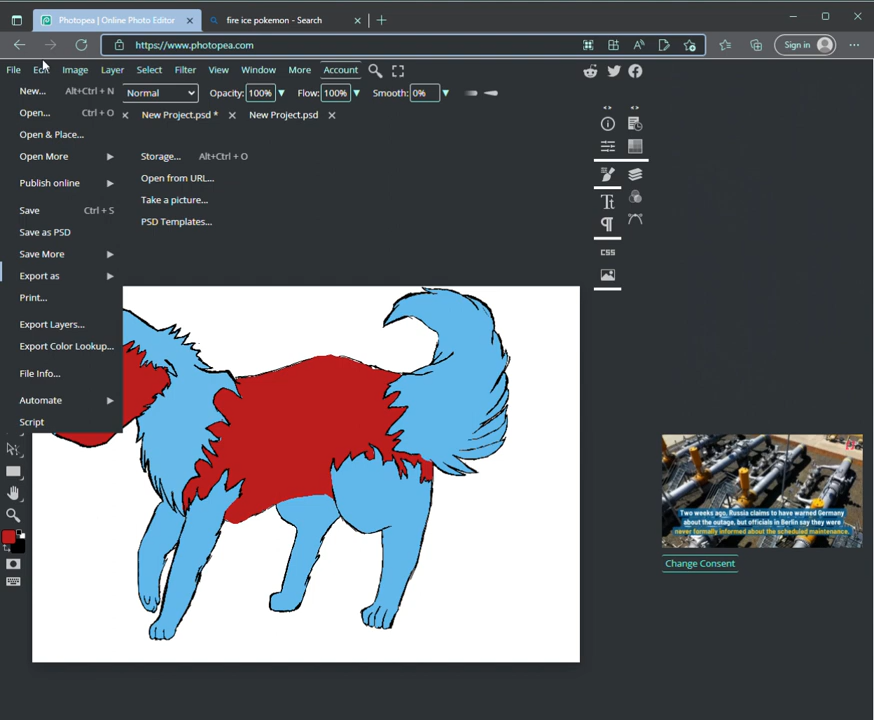 Photopea | Online Photo Editor
fire ice pokemon - Search
https://www.photopea.com
Sign in
File Edit Image Layer Select Filter View Window More Account
Normal Opacity: 100% Flow: 100% Smooth: 0%
New Project.psd * New Project.psd
New... Alt+Ctrl + N
Open... Ctrl + O
Open & Place...
Open More
Publish online
Save Ctrl + S
Save as PSD
Save More
Export as
Print...
Export Layers...
Export Color Lookup...
File Info...
Automate
Script
Storage... Alt+Ctrl + O
Open from URL...
Take a picture...
PSD Templates...
CSS
Two weeks ago, Russia claims to have warned Germany
about the outage, but officials in Berlin say they were
never formally informed about the scheduled maintenance.
Change Consent